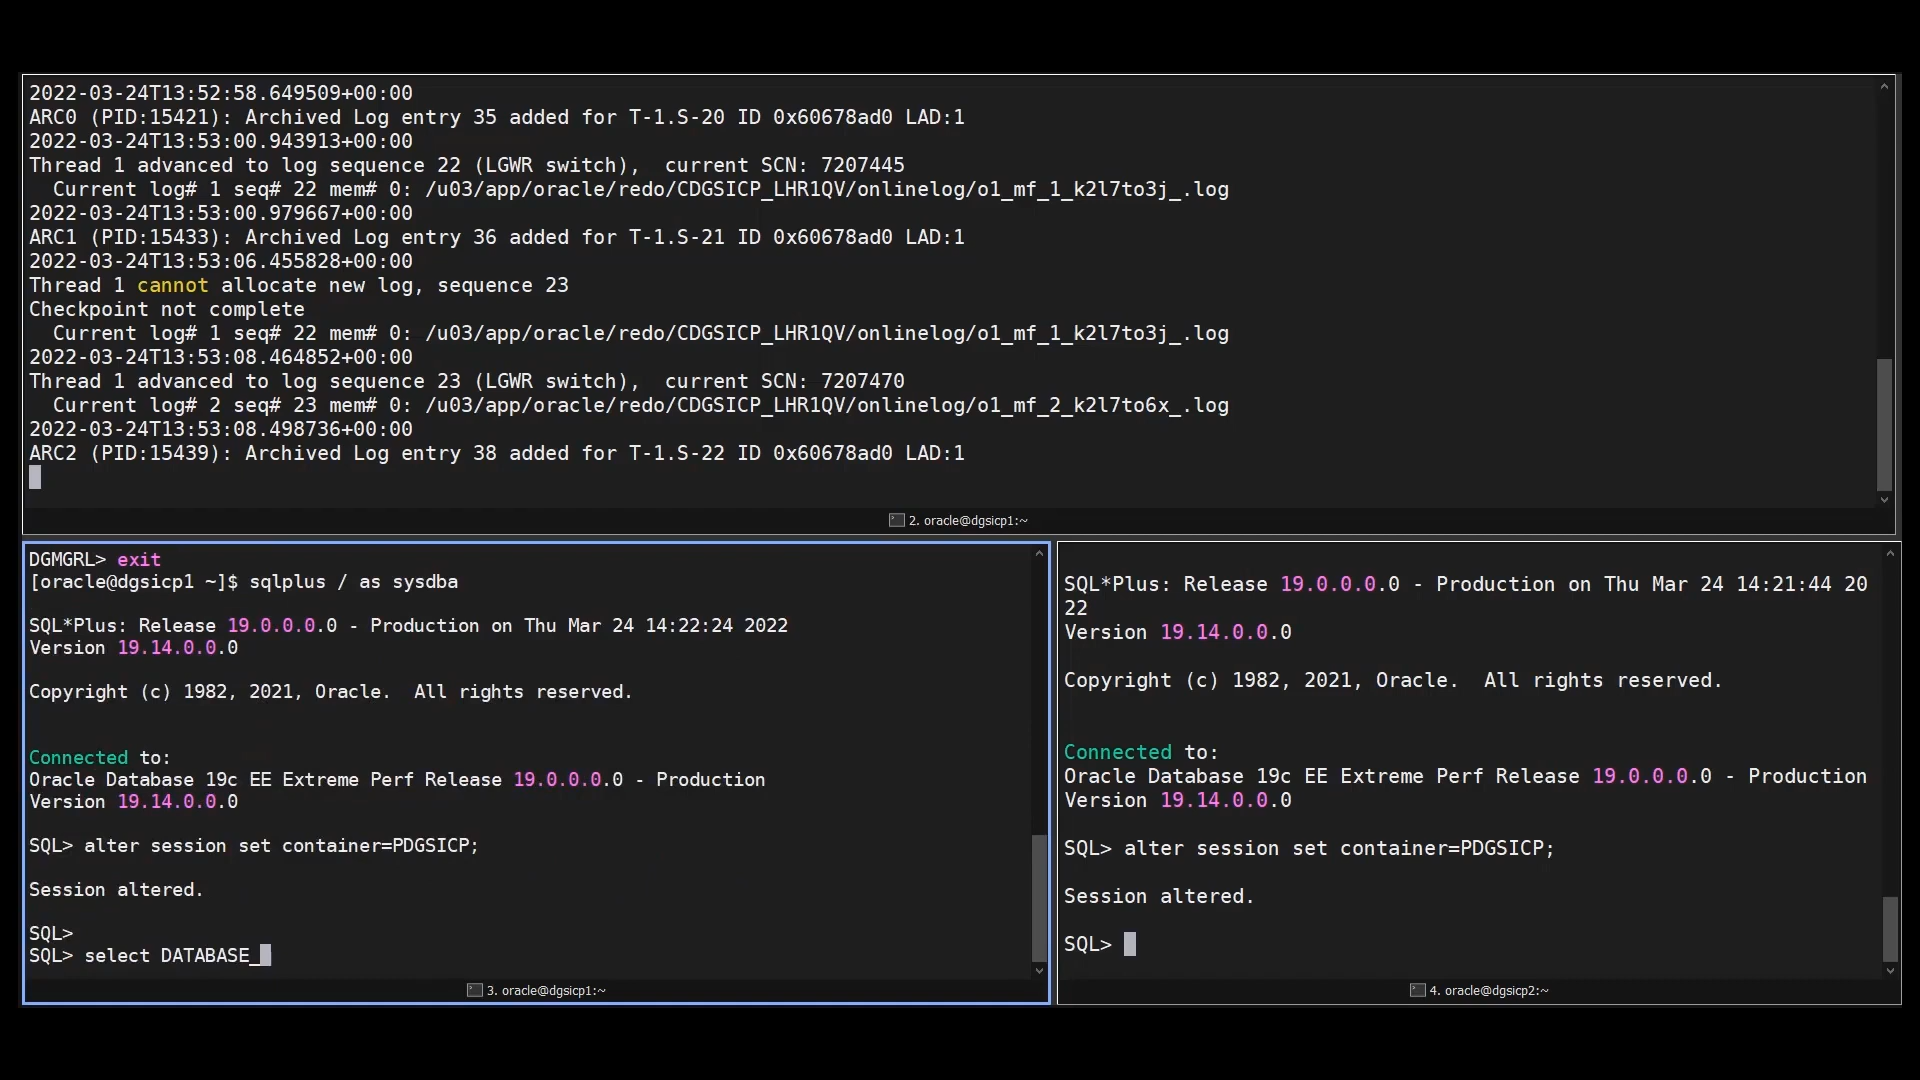 2022-03-24T13:52:58.649509+00:00
ARC0 (PID:15421): Archived Log entry 35 added for T-1.S-20 ID 0x60678ad0 LAD:1
2022-03-24T13:53:00.943913+00:00
Thread 1 advanced to log sequence 22 (LGWR switch),  current SCN: 7207445
  Current log# 1 seq# 22 mem# 0: /u03/app/oracle/redo/CDGSICP_LHR1QV/onlinelog/o1_mf_1_k2l7to3j_.log
2022-03-24T13:53:00.979667+00:00
ARC1 (PID:15433): Archived Log entry 36 added for T-1.S-21 ID 0x60678ad0 LAD:1
2022-03-24T13:53:06.455828+00:00
Thread 1 cannot allocate new log, sequence 23
Checkpoint not complete
  Current log# 1 seq# 22 mem# 0: /u03/app/oracle/redo/CDGSICP_LHR1QV/onlinelog/o1_mf_1_k2l7to3j_.log
2022-03-24T13:53:08.464852+00:00
Thread 1 advanced to log sequence 23 (LGWR switch),  current SCN: 7207470
  Current log# 2 seq# 23 mem# 0: /u03/app/oracle/redo/CDGSICP_LHR1QV/onlinelog/o1_mf_2_k2l7to6x_.log
2022-03-24T13:53:08.498736+00:00
ARC2 (PID:15439): Archived Log entry 38 added for T-1.S-22 ID 0x60678ad0 LAD:1
2. oracle@dgsicp1:~
DGMGRL> exit
[oracle@dgsicp1 ~]$ sqlplus / as sysdba
SQL*Plus: Release 19.0.0.0.0 - Production on Thu Mar 24 14:22:24 2022
Version 19.14.0.0.0
Copyright (c) 1982, 2021, Oracle.  All rights reserved.
Connected to:
Oracle Database 19c EE Extreme Perf Release 19.0.0.0.0 - Production
Version 19.14.0.0.0
SQL> alter session set container=PDGSICP;
Session altered.
SQL>
SQL> select DATABASE_
3. oracle@dgsicp1:~
SQL*Plus: Release 19.0.0.0.0 - Production on Thu Mar 24 14:21:44 20
22
Version 19.14.0.0.0
Copyright (c) 1982, 2021, Oracle.  All rights reserved.
Connected to:
Oracle Database 19c EE Extreme Perf Release 19.0.0.0.0 - Production
Version 19.14.0.0.0
SQL> alter session set container=PDGSICP;
Session altered.
SQL>
4. oracle@dgsicp2:~